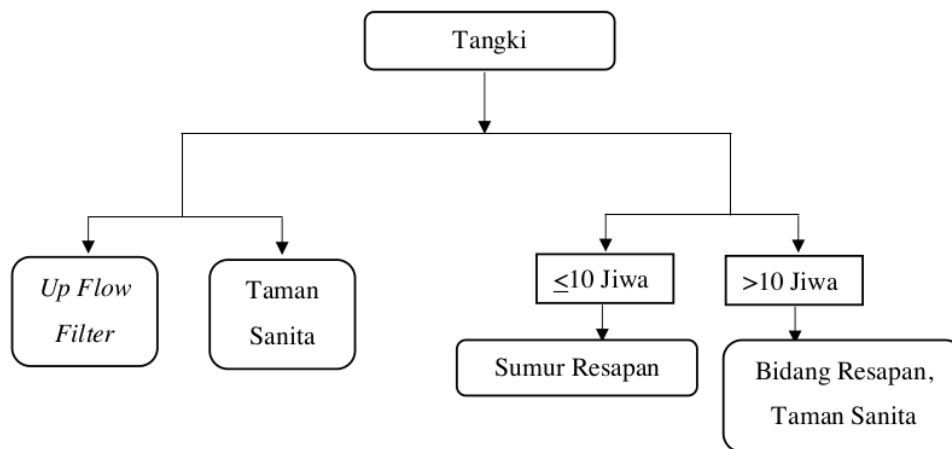 Tangki
Up Flow
Filter
Taman
Sanita
≤10 Jiwa
>10 Jiwa
Sumur Resapan
Bidang Resapan,
Taman Sanita